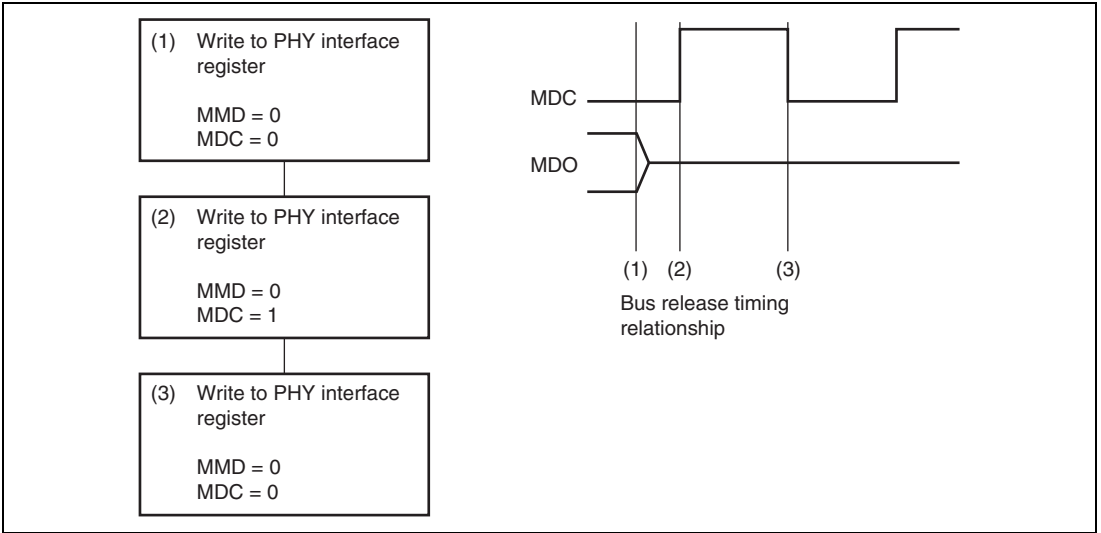 (1) Write to PHY interface
register
MMD = 0
MDC = 0
(2) Write to PHY interface
register
MMD = 0
MDC = 1
(3) Write to PHY interface
register
MMD = 0
MDC = 0
MDC
MDO
(1) (2) (3)
Bus release timing
relationship